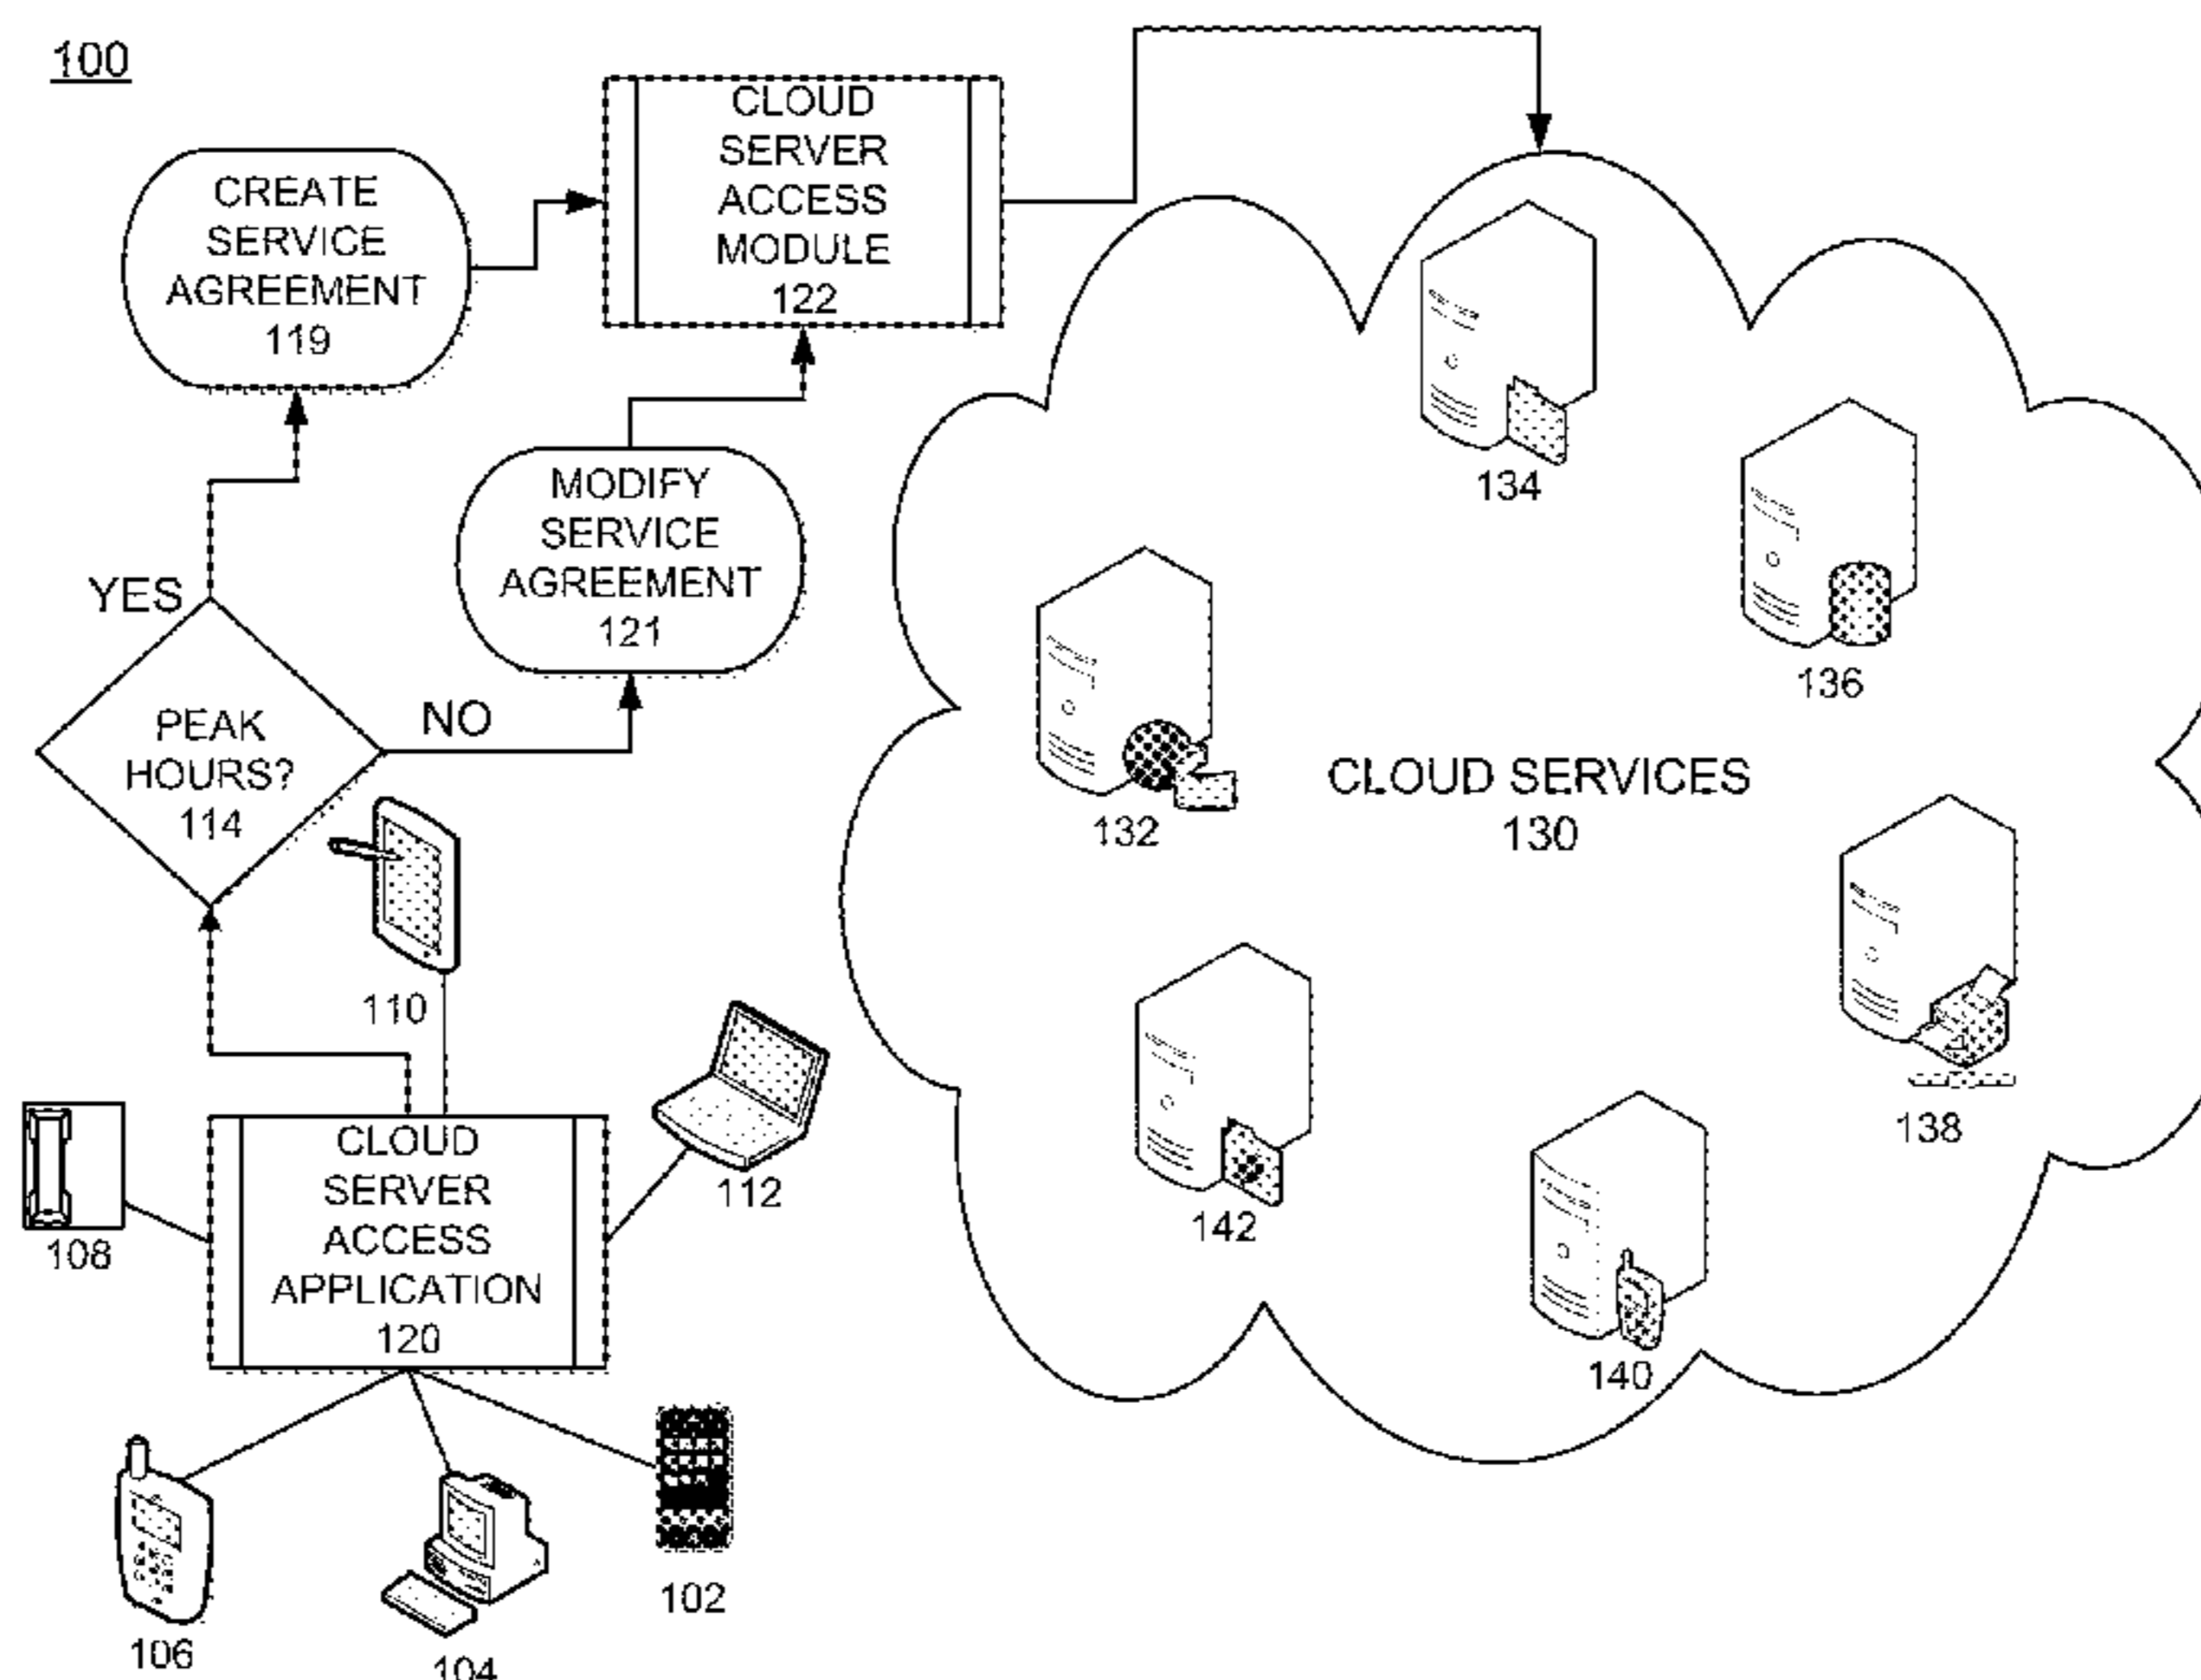 100
CLOUD
SERVER
ACCESS
MODULE
122
CREATE
SERVICE
AGREEMENT
119
MODIFY
SERVICE
AGREEMENT
121
YES
NO
PEAK
HOURS?
114
134
136
132
CLOUD SERVICES
130
138
142
140
110
112
108
CLOUD
SERVER
ACCESS
APPLICATION
120
102
106
104